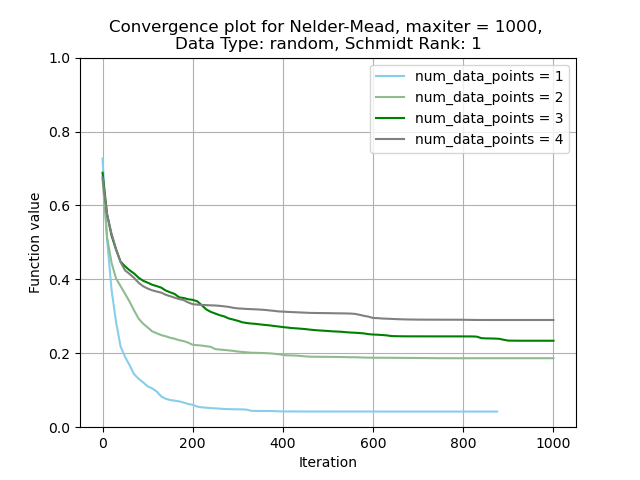 Convergence plot for Nelder-Mead, maxiter = 1000,
Data Type: random, Schmidt Rank: 1
num_data_points = 1
num_data_points = 2
num_data_points = 3
num_data_points = 4
Function value
1.0
0.8
0.6
0.4
0.2
0.0
0 200 400 600 800 1000
Iteration